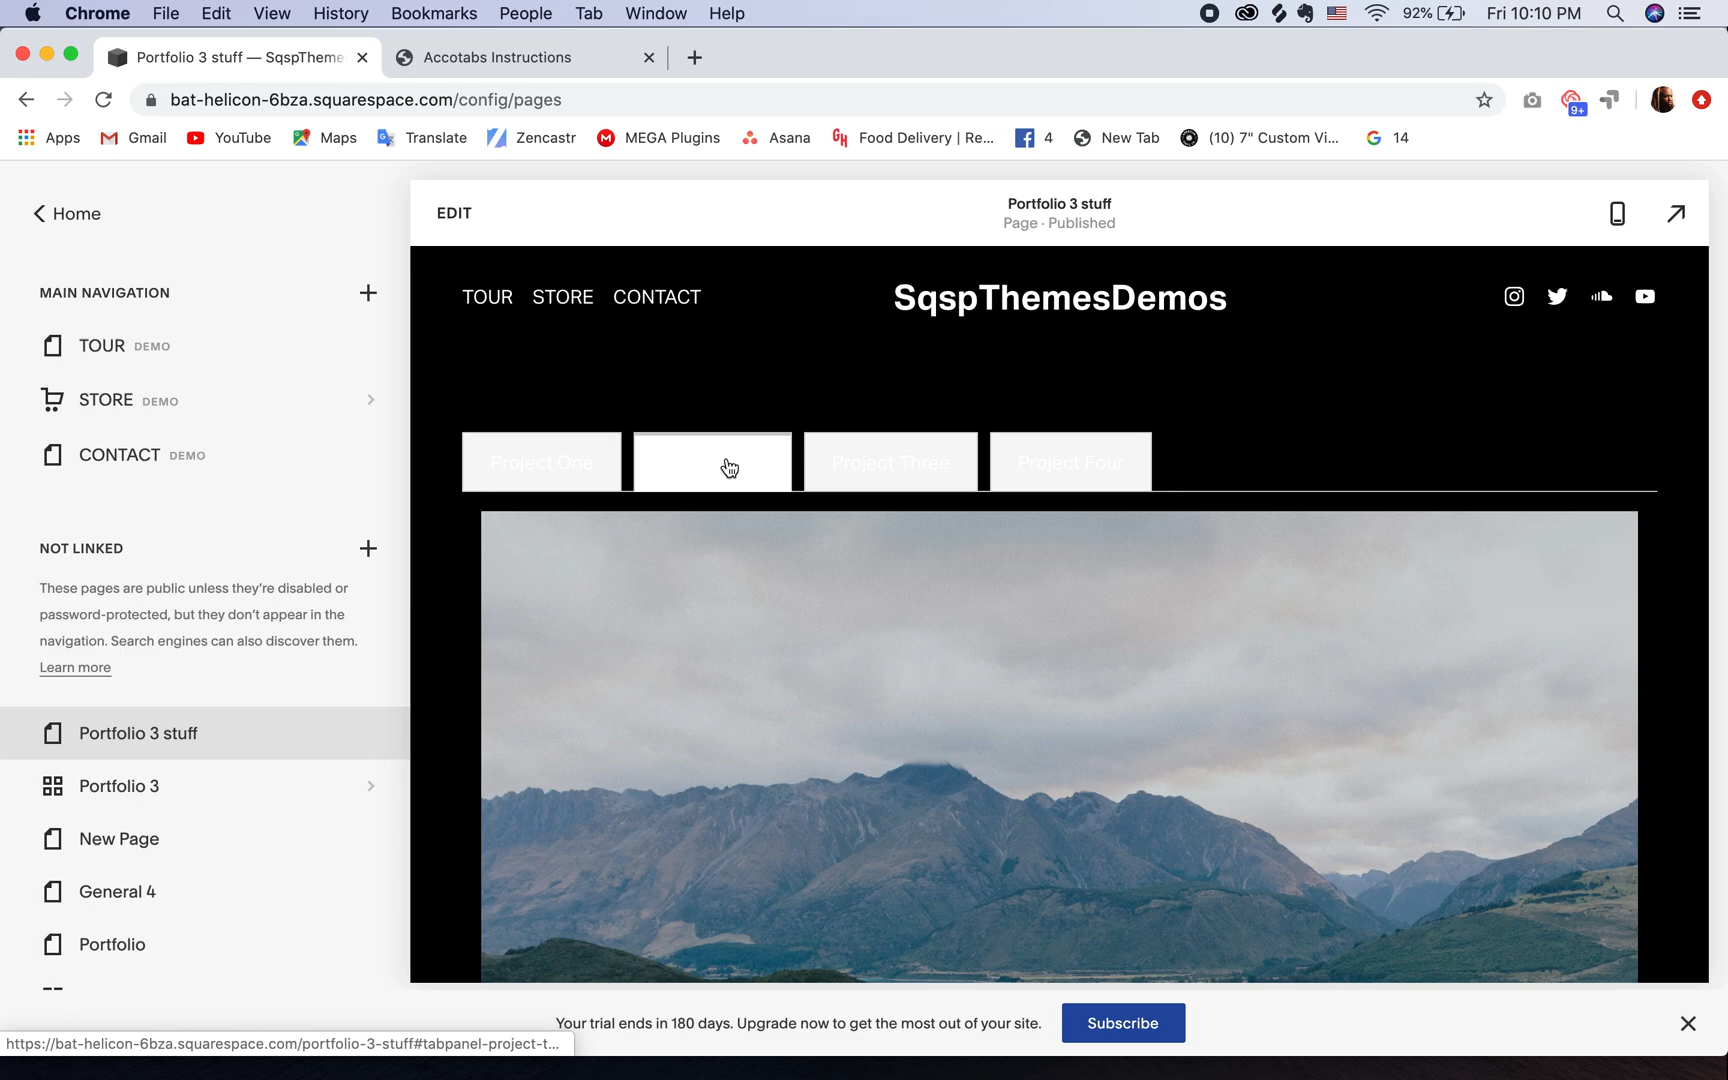 Chrome File Edit View History Bookmarks People Tab Window Help 92% Fri 10:10 PM
Portfolio 3 stuff — SqspTheme Accotabs Instructions
bat-helicon-6bza.squarespace.com/config/pages 9+
Apps Gmail YouTube Maps Translate Zencastr MEGA Plugins Asana Food Delivery | Re... 4 New Tab (10) 7" Custom Vi... 14
Home
MAIN NAVIGATION
TOUR DEMO
STORE DEMO
CONTACT DEMO
NOT LINKED
These pages are public unless they're disabled or
password-protected, but they don't appear in the
navigation. Search engines can also discover them.
Learn more
Portfolio 3 stuff
Portfolio 3
New Page
General 4
Portfolio
EDIT
Portfolio 3 stuff
Page · Published
TOUR STORE CONTACT SqspThemesDemos
Project One Project Three Project Four
Your trial ends in 180 days. Upgrade now to get the most out of your site. Subscribe
https://bat-helicon-6bza.squarespace.com/portfolio-3-stuff#tabpanel-project-t...